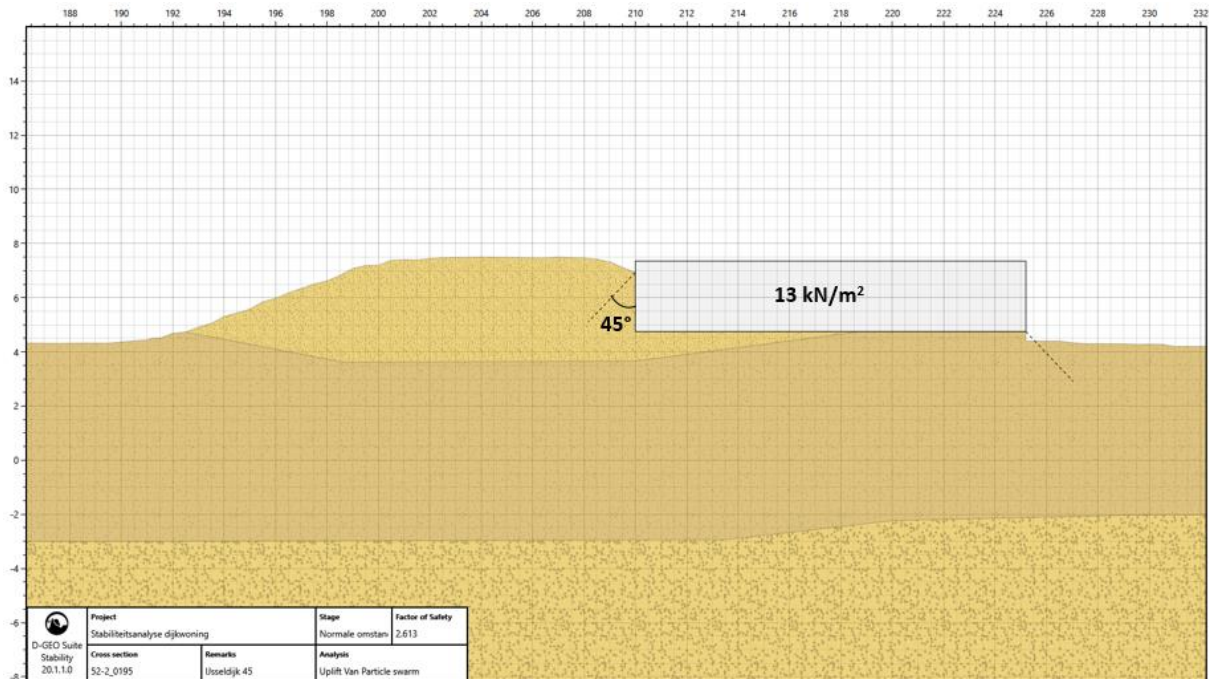 188 190 192 194 196 198 200 202 204 206 208 210 212 214 216 218 220 222 224 226 228 230 232
14
12
10
8
6
13 kN/m²
45°
4
2
0
-2
-4
-6
-8
D-GEO Suite
Stability
20.1.1.0
Project
Stabiliteitsanalyse dijkwoning
Stage
Normale omstan
Factor of Safety
2.613
Cross section
52-2_0195
Remarks
IJsseldijk 45
Analysis
Uplift Van Particle swarm